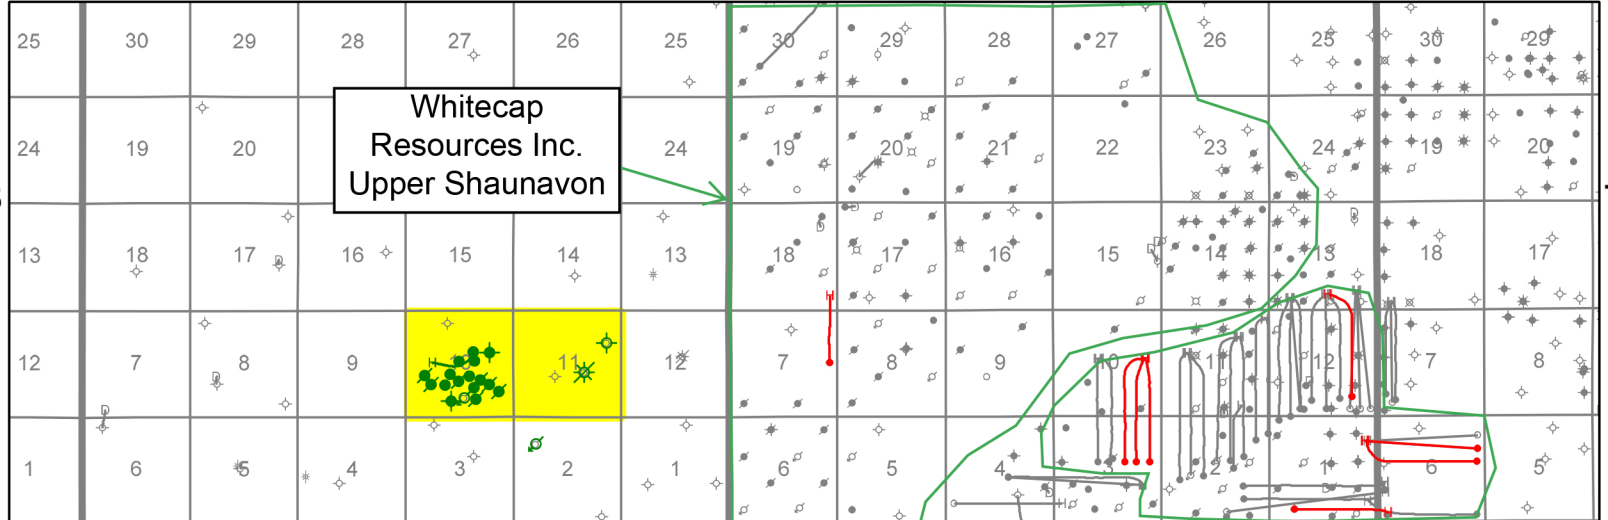 25 30 29 28 27 26 25 30 29 28 27 26 25 30 29
Whitecap
Resources Inc.
Upper Shaunavon
24 19 20 24 19 20 21 22 23 24 19 20
13 18 17 16 15 14 13 18 17 16 15 14 13 18 17
12 7 8 9 10 11 12 7 8 9 10 11 12 7 8
1 6 5 4 3 2 1 6 5 4 3 2 1 6 5